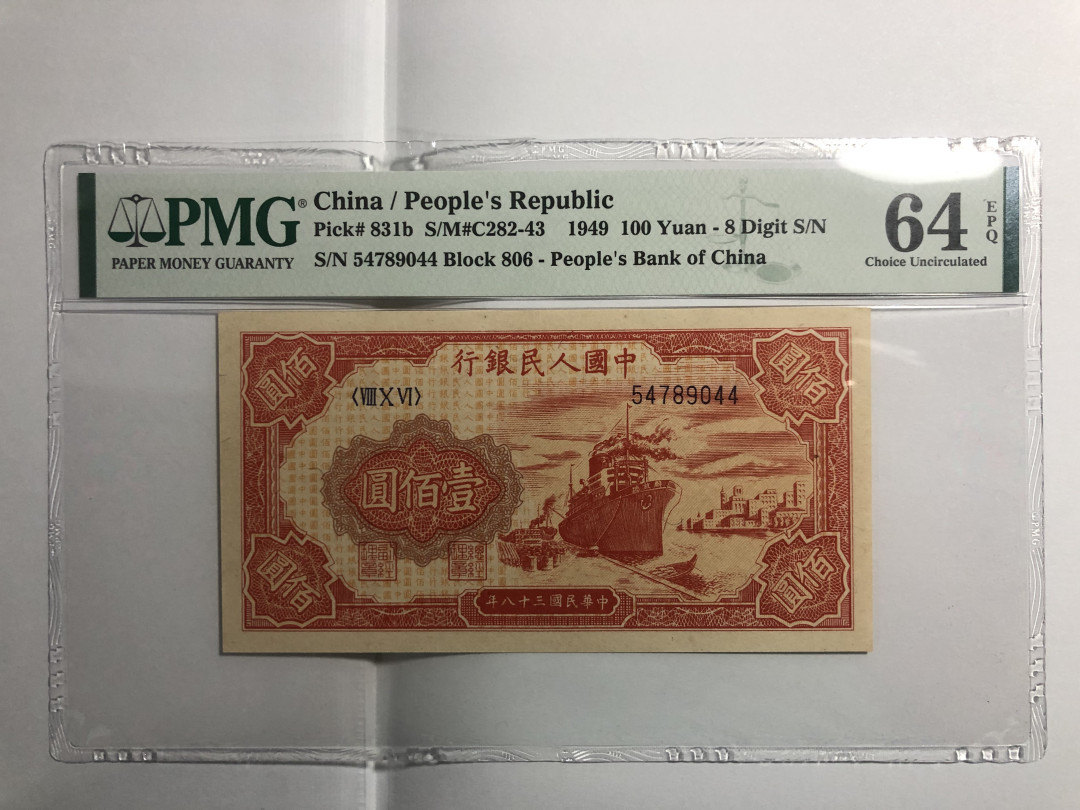 PMG®
PAPER MONEY GUARANTY
China / People's Republic
Pick# 831b S/M#C282-43 1949 100 Yuan - 8 Digit S/N
S/N 54789044 Block 806 - People's Bank of China
64
EPQ
Choice Uncirculated
行銀民人國中
圓佰
圓佰
〈ⅧⅩⅥ〉
54789044
圓佰壹
圓佰
圓佰
年八十三國民華中